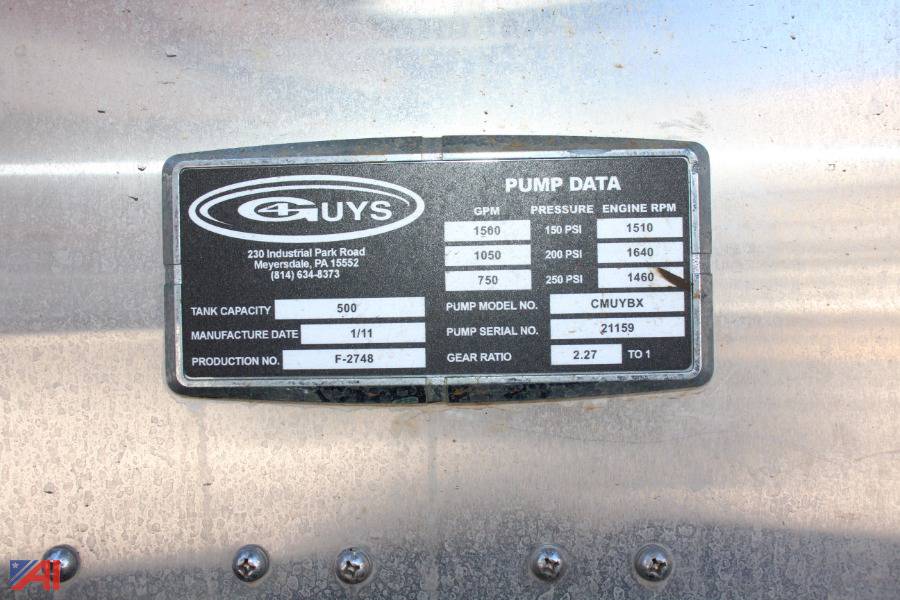 4GUYS
230 Industrial Park Road
Meyersdale, PA 15552
(814) 634-8373
TANK CAPACITY 500
MANUFACTURE DATE 1/11
PRODUCTION NO. F-2748
PUMP DATA
GPM PRESSURE ENGINE RPM
1560 150 PSI 1510
1050 200 PSI 1640
750 250 PSI 1460
PUMP MODEL NO. CMUYBX
PUMP SERIAL NO. 21159
GEAR RATIO 2.27 TO 1
AI